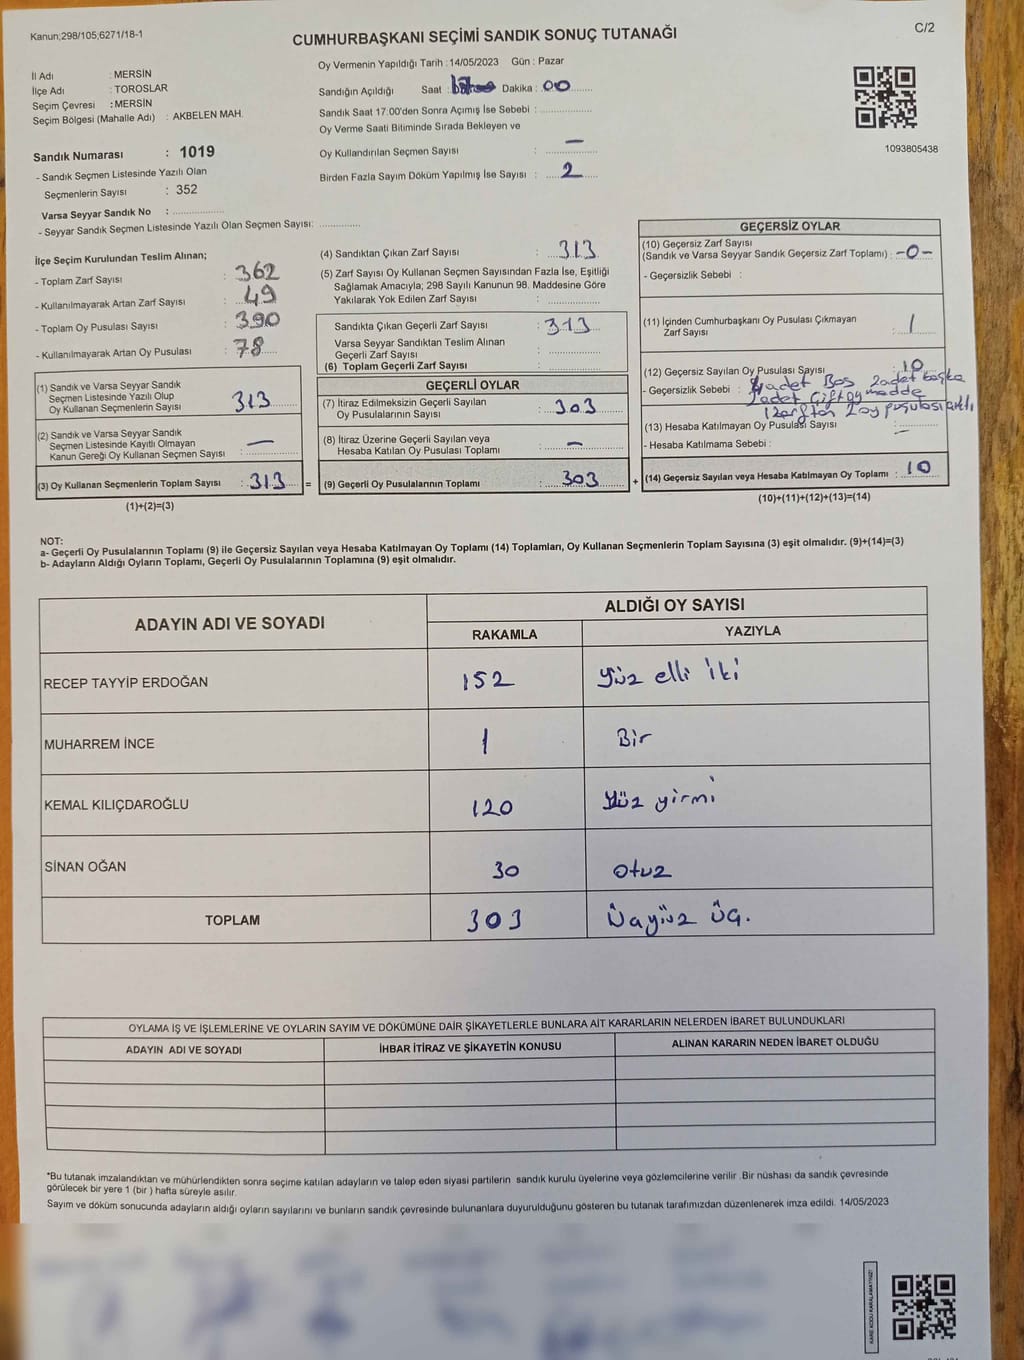 Kanun;298/105;6271/18-1
C/2
CUMHURBAŞKANI SEÇİMİ SANDIK SONUÇ TUTANAĞI
İl Adı : MERSİN
İlçe Adı : TOROSLAR
Seçim Çevresi : MERSİN
Seçim Bölgesi (Mahalle Adı) : AKBELEN MAH.
Sandık Numarası : 1019
- Sandık Seçmen Listesinde Yazılı Olan
Seçmenlerin Sayısı : 352
Varsa Seyyar Sandık No :
- Seyyar Sandık Seçmen Listesinde Yazılı Olan Seçmen Sayısı:
Oy Vermenin Yapıldığı Tarih :14/05/2023 Gün : Pazar
Sandığın Açıldığı Saat : Dakika : 00
Sandık Saat 17:00'den Sonra Açımış İse Sebebi :
Oy Verme Saati Bitiminde Sırada Bekleyen ve
Oy Kullandırılan Seçmen Sayısı : —
Birden Fazla Sayım Döküm Yapılmış İse Sayısı : 2
1093805438
İlçe Seçim Kurulundan Teslim Alınan;
- Toplam Zarf Sayısı : 362
- Kullanılmayarak Artan Zarf Sayısı : 49
- Toplam Oy Pusulası Sayısı : 390
- Kullanılmayarak Artan Oy Pusulası : 78
(1) Sandık ve Varsa Seyyar Sandık
Seçmen Listesinde Yazılı Olup
Oy Kullanan Seçmenlerin Sayısı : 313
(2) Sandık ve Varsa Seyyar Sandık
Seçmen Listesinde Kayıtlı Olmayan
Kanun Gereği Oy Kullanan Seçmen Sayısı : —
(3) Oy Kullanan Seçmenlerin Toplam Sayısı : 313 =
(1)+(2)=(3)
(4) Sandıktan Çıkan Zarf Sayısı : 313
(5) Zarf Sayısı Oy Kullanan Seçmen Sayısından Fazla İse, Eşitliği
Sağlamak Amacıyla; 298 Sayılı Kanunun 98. Maddesine Göre
Yakılarak Yok Edilen Zarf Sayısı :
Sandıkta Çıkan Geçerli Zarf Sayısı : 313
Varsa Seyyar Sandıktan Teslim Alınan
Geçerli Zarf Sayısı :
(6) Toplam Geçerli Zarf Sayısı :
GEÇERLİ OYLAR
(7) İtiraz Edilmeksizin Geçerli Sayılan
Oy Pusulalarının Sayısı : 303
(8) İtiraz Üzerine Geçerli Sayılan veya
Hesaba Katılan Oy Pusulası Toplamı : —
(9) Geçerli Oy Pusulalarının Toplamı : 303 +
GEÇERSİZ OYLAR
(10) Geçersiz Zarf Sayısı
(Sandık ve Varsa Seyyar Sandık Geçersiz Zarf Toplamı) : -0-
- Geçersizlik Sebebi :
(11) İçinden Cumhurbaşkanı Oy Pusulası Çıkmayan
Zarf Sayısı : 1
(12) Geçersiz Sayılan Oy Pusulası Sayısı : 10
- Geçersizlik Sebebi : adet Boş 2adet başka
adet Çift oy madde
1 zarftan 2 oy pusulası çıktı
(13) Hesaba Katılmayan Oy Pusulası Sayısı : —
- Hesaba Katılmama Sebebi :
(14) Geçersiz Sayılan veya Hesaba Katılmayan Oy Toplamı : 10
(10)+(11)+(12)+(13)=(14)
NOT:
a- Geçerli Oy Pusulalarının Toplamı (9) ile Geçersiz Sayılan veya Hesaba Katılmayan Oy Toplamı (14) Toplamları, Oy Kullanan Seçmenlerin Toplam Sayısına (3) eşit olmalıdır. (9)+(14)=(3)
b- Adayların Aldığı Oyların Toplamı, Geçerli Oy Pusulalarının Toplamına (9) eşit olmalıdır.
ADAYIN ADI VE SOYADI ALDIĞI OY SAYISI
RAKAMLA YAZIYLA
RECEP TAYYİP ERDOĞAN 152 yüz elli iki
MUHARREM İNCE 1 Bir
KEMAL KILIÇDAROĞLU 120 yüz yirmi
SİNAN OĞAN 30 Otuz
TOPLAM 303 Üçyüz üç.
OYLAMA İŞ VE İŞLEMLERİNE VE OYLARIN SAYIM VE DÖKÜMÜNE DAİR ŞİKAYETLERLE BUNLARA AİT KARARLARIN NELERDEN İBARET BULUNDUKLARI
ADAYIN ADI VE SOYADI İHBAR İTİRAZ VE ŞİKAYETİN KONUSU ALINAN KARARIN NEDEN İBARET OLDUĞU
*Bu tutanak imzalandıktan ve mühürlendikten sonra seçime katılan adayların ve talep eden siyasi partilerin sandık kurulu üyelerine veya gözlemcilerine verilir .Bir nüshası da sandık çevresinde
görülecek bir yere 1 (bir ) hafta süreyle asılır.
Sayım ve döküm sonucunda adayların aldığı oyların sayılarını ve bunların sandık çevresinde bulunanlara duyurulduğunu gösteren bu tutanak tarafımızdan düzenlenerek imza edildi. 14/05/2023
KARE KODU KARALAMAYINIZ!